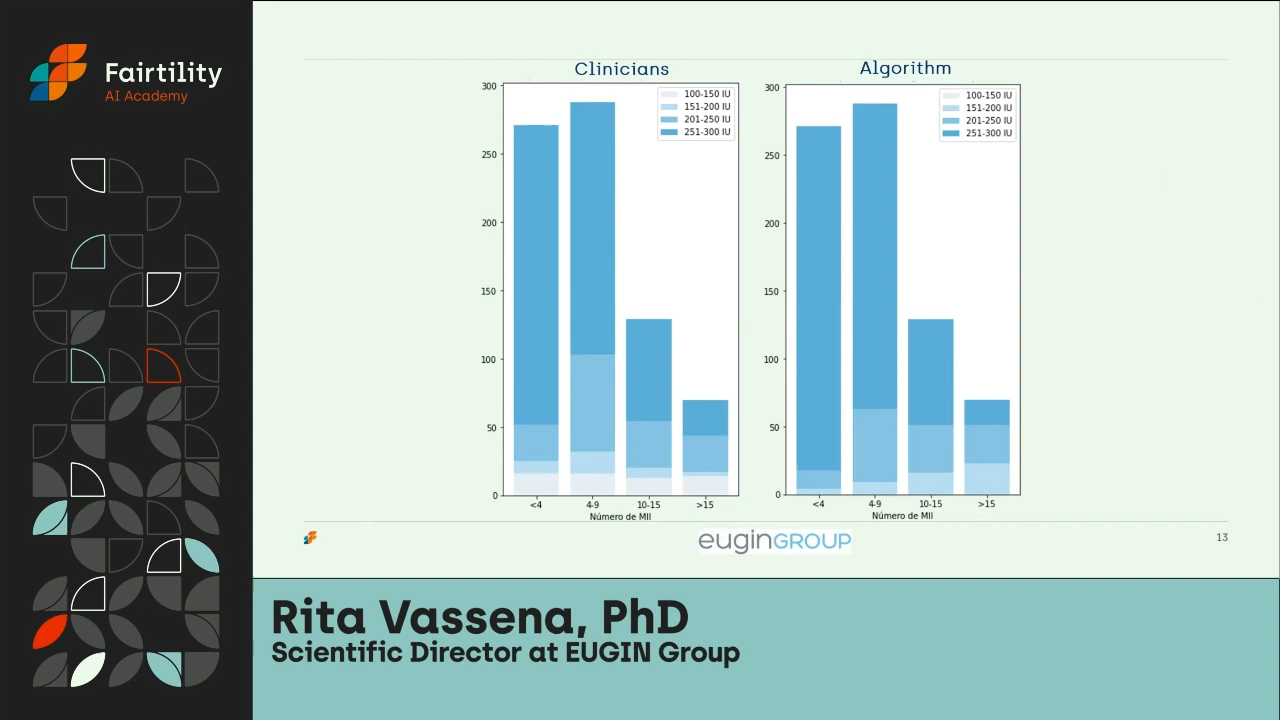 Fairtility
AI Academy
Clinicians
300
250
200
150
100
50
0
100-150 IU
151-200 IU
201-250 IU
251-300 IU
<4
4-9
10-15
>15
Número de MII
Algorithm
300
250
200
150
100
50
0
100-150 IU
151-200 IU
201-250 IU
251-300 IU
<4
4-9
10-15
>15
Número de MII
euginGROUP
13
Rita Vassena, PhD
Scientific Director at EUGIN Group